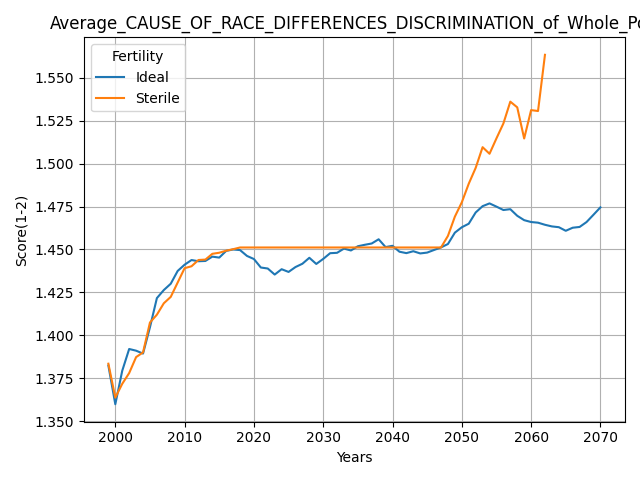 Average_CAUSE_OF_RACE_DIFFERENCES_DISCRIMINATION_of_Whole_Po
Fertility
Ideal
Sterile
Score(1-2)
1.550
1.525
1.500
1.475
1.450
1.425
1.400
1.375
1.350
2000 2010 2020 2030 2040 2050 2060 2070
Years